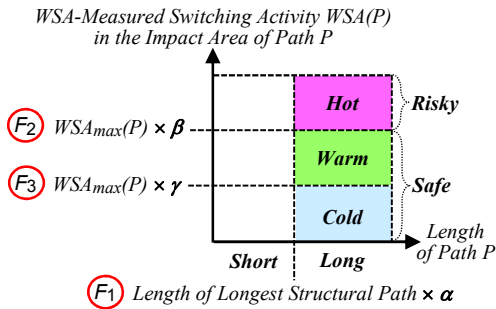 WSA-Measured Switching Activity WSA(P)
in the Impact Area of Path P
Hot
Risky
F2 WSAmax(P) × β
Warm
F3 WSAmax(P) × γ
Safe
Cold
Length
of Path P
Short Long
F1 Length of Longest Structural Path × α